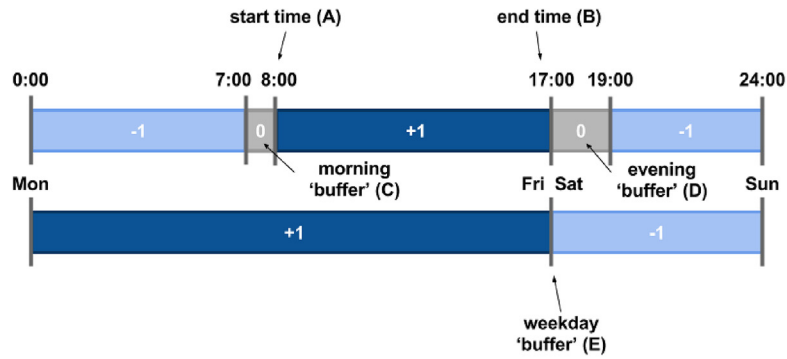 start time (A)
end time (B)
0:00
7:00
8:00
17:00
19:00
24:00
-1
0
+1
0
-1
morning
‘buffer’ (C)
evening
‘buffer’ (D)
Mon
Fri
Sat
Sun
+1
-1
weekday
‘buffer’ (E)